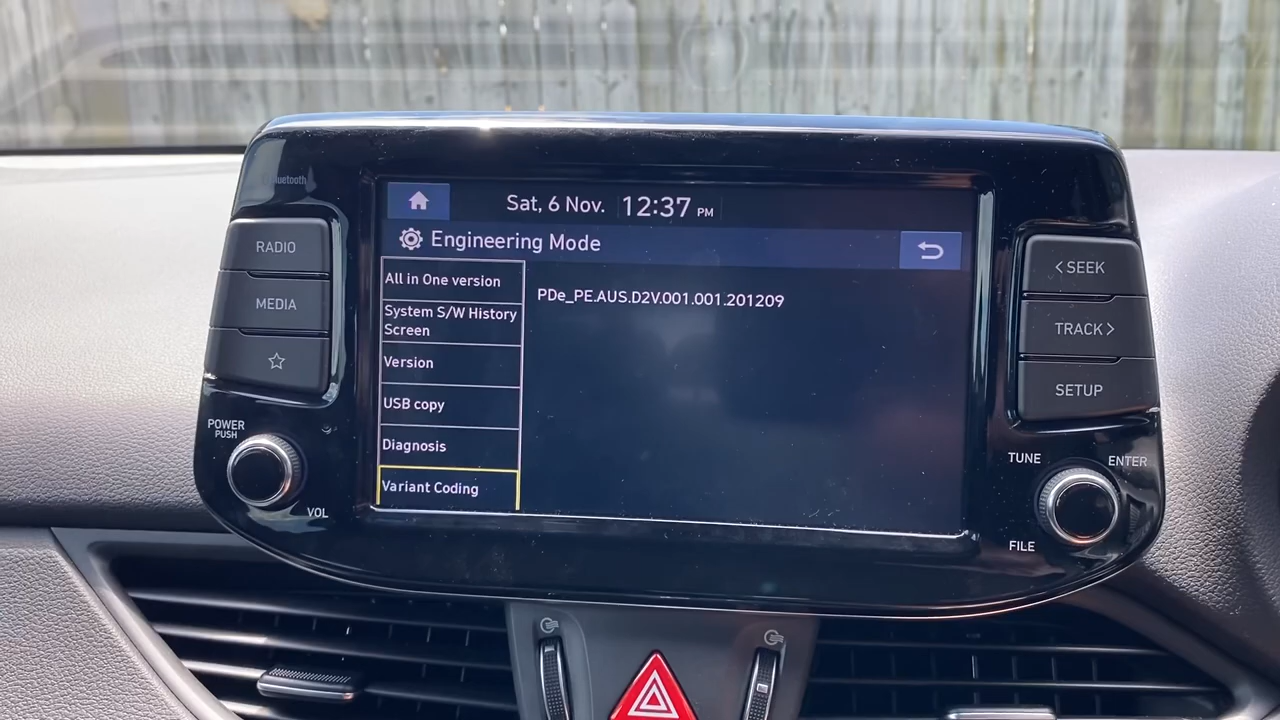 RADIO
MEDIA
POWER
PUSH
VOL
Sat, 6 Nov. 12:37 PM
Engineering Mode
All in One version
System S/W History
Screen
Version
USB copy
Diagnosis
Variant Coding
PDe_PE.AUS.D2V.001.001.201209
< SEEK
TRACK >
SETUP
TUNE
ENTER
FILE